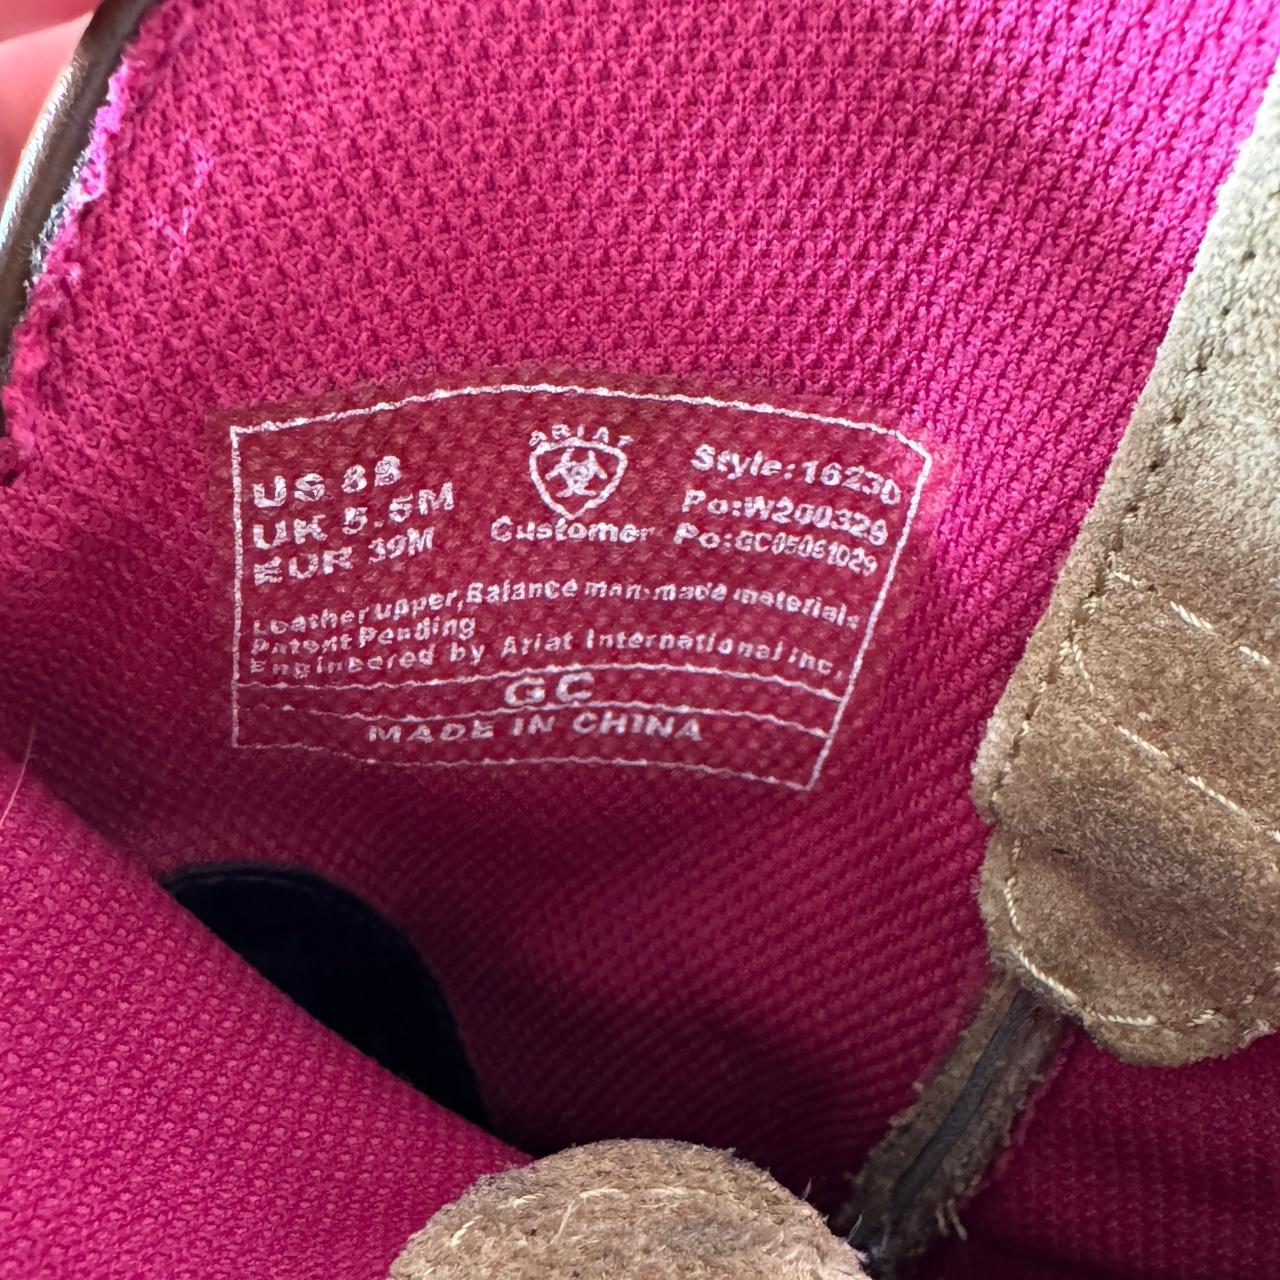 US 8B
UK 5.5M
EUR 39M
ARIAT
Customer
Style:16230
Po:W200329
Po:GC05061029
Leather upper,Balance man-made materials
Patent Pending
Engineered by Ariat International inc,
GC
MADE IN CHINA